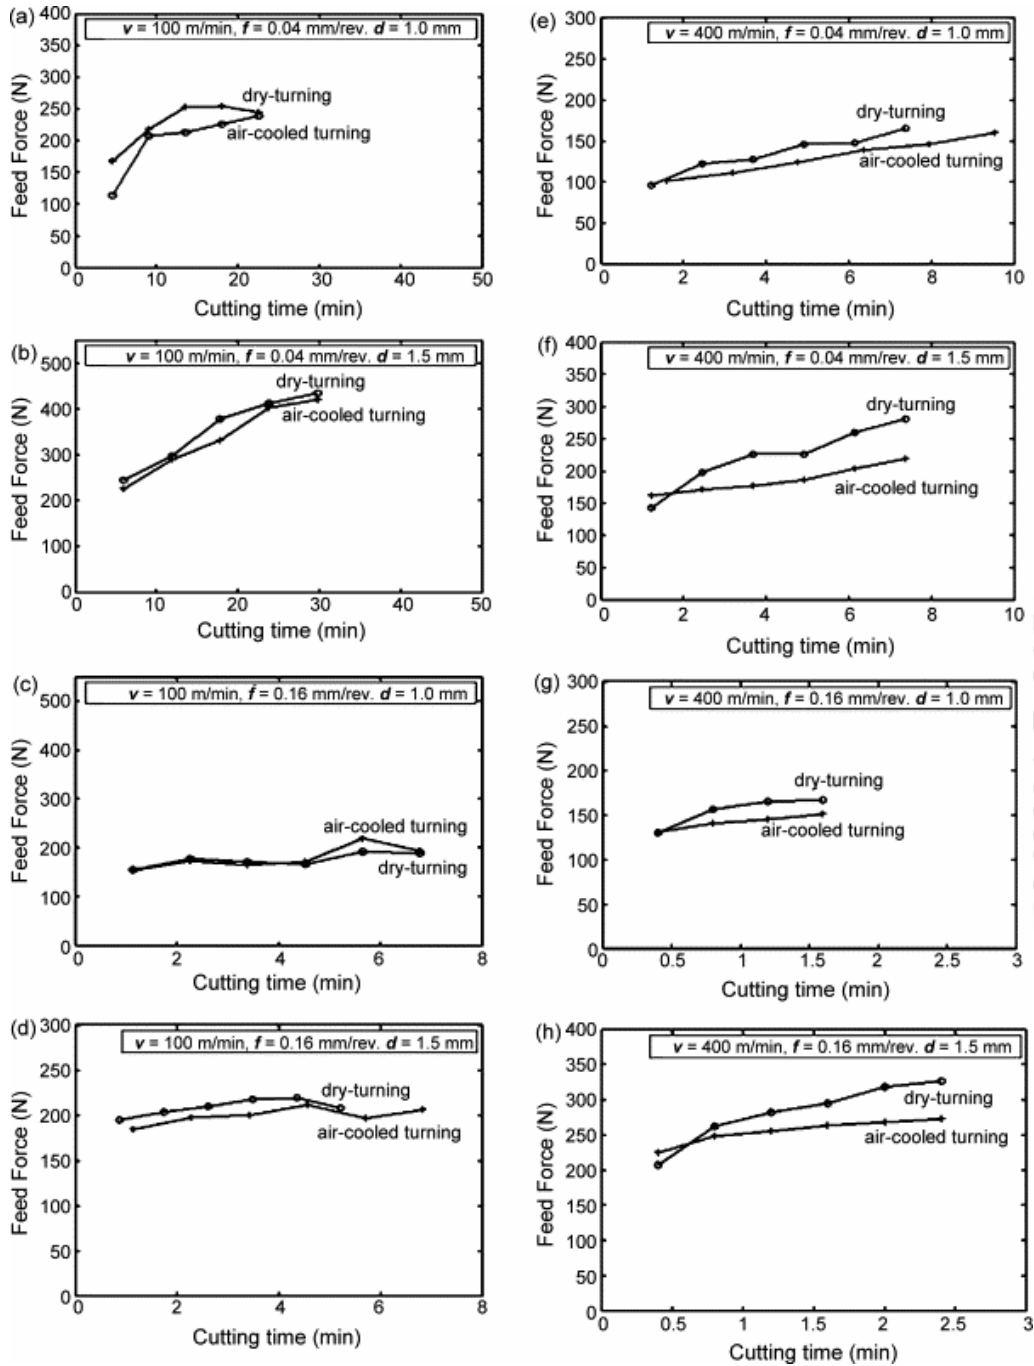 (a)
v = 100 m/min, f = 0.04 mm/rev. d = 1.0 mm
400
350
300
250
200
150
100
50
0
Feed Force (N)
dry-turning
air-cooled turning
0 10 20 30 40 50
Cutting time (min)
(e)
v = 400 m/min, f = 0.04 mm/rev. d = 1.0 mm
300
250
200
150
100
50
0
Feed Force (N)
dry-turning
air-cooled turning
0 2 4 6 8 10
Cutting time (min)
(b)
v = 100 m/min, f = 0.04 mm/rev. d = 1.5 mm
500
400
300
200
100
0
Feed Force (N)
dry-turning
air-cooled turning
0 10 20 30 40 50
Cutting time (min)
(f)
v = 400 m/min, f = 0.04 mm/rev. d = 1.5 mm
400
350
300
250
200
150
100
50
0
Feed Force (N)
dry-turning
air-cooled turning
0 2 4 6 8 10
Cutting time (min)
(c)
v = 100 m/min, f = 0.16 mm/rev. d = 1.0 mm
500
400
500
300
200
100
0
Feed Force (N)
air-cooled turning
dry-turning
0 2 4 6 8
Cutting time (min)
(g)
v = 400 m/min, f = 0.16 mm/rev. d = 1.0 mm
300
250
200
150
100
50
0
Feed Force (N)
dry-turning
air-cooled turning
0 0.5 1 1.5 2 2.5 3
Cutting time (min)
(d)
v = 100 m/min, f = 0.16 mm/rev. d = 1.5 mm
300
250
200
150
100
50
0
Feed Force (N)
dry-turning
air-cooled turning
0 2 4 6 8
Cutting time (min)
(h)
v = 400 m/min, f = 0.16 mm/rev. d = 1.5 mm
400
350
300
250
200
150
100
50
0
Feed Force (N)
dry-turning
air-cooled turning
0 0.5 1 1.5 2 2.5 3
Cutting time (min)